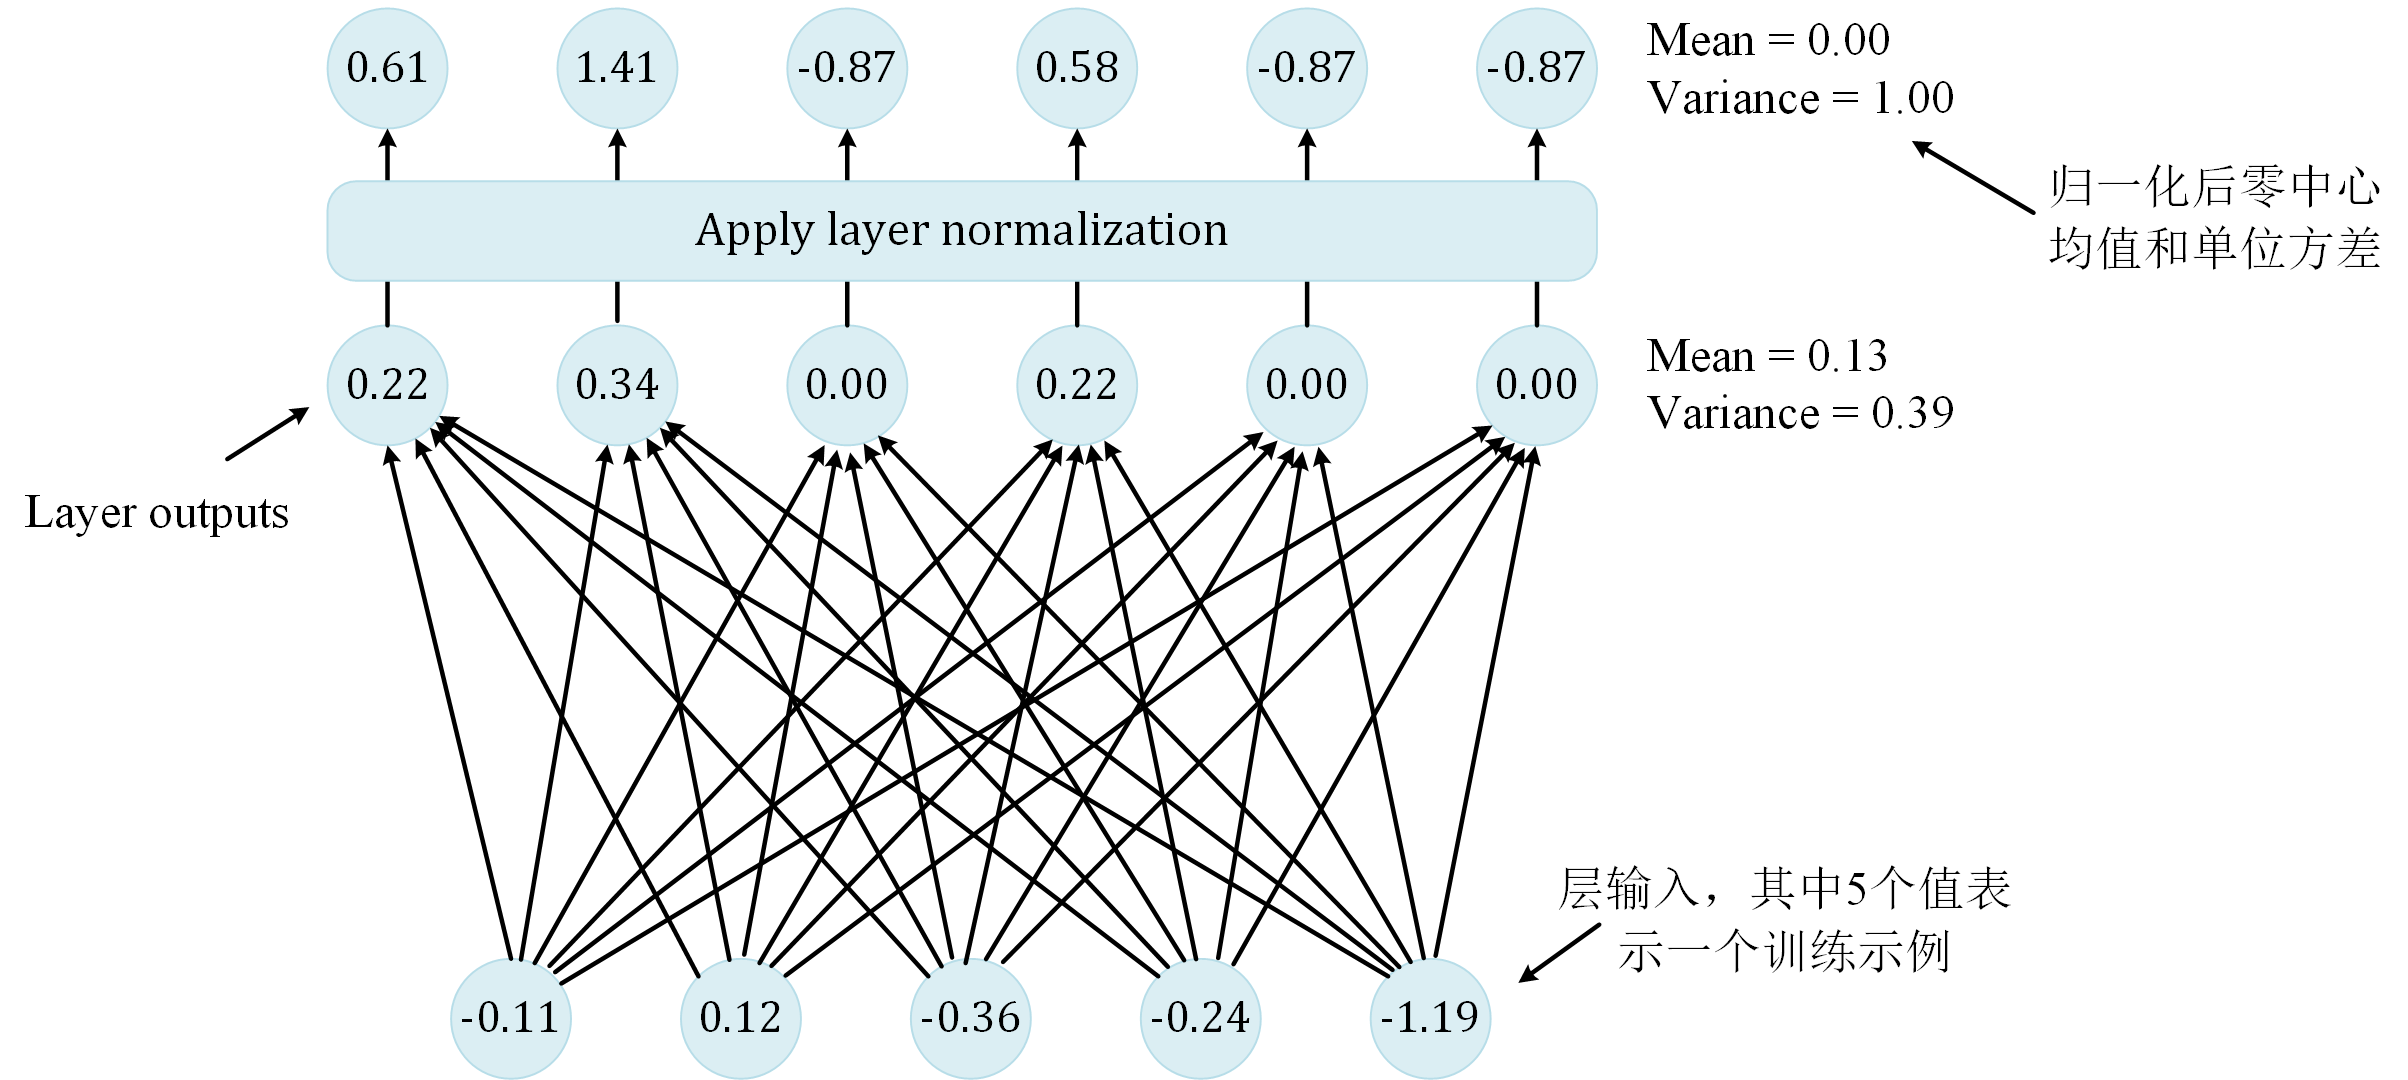 0.61 1.41 -0.87 0.58 -0.87 -0.87
Mean = 0.00
Variance = 1.00
归一化后零中心
均值和单位方差
Apply layer normalization
0.22 0.34 0.00 0.22 0.00 0.00
Mean = 0.13
Variance = 0.39
Layer outputs
层输入，其中5个值表
示一个训练示例
-0.11 0.12 -0.36 -0.24 -1.19